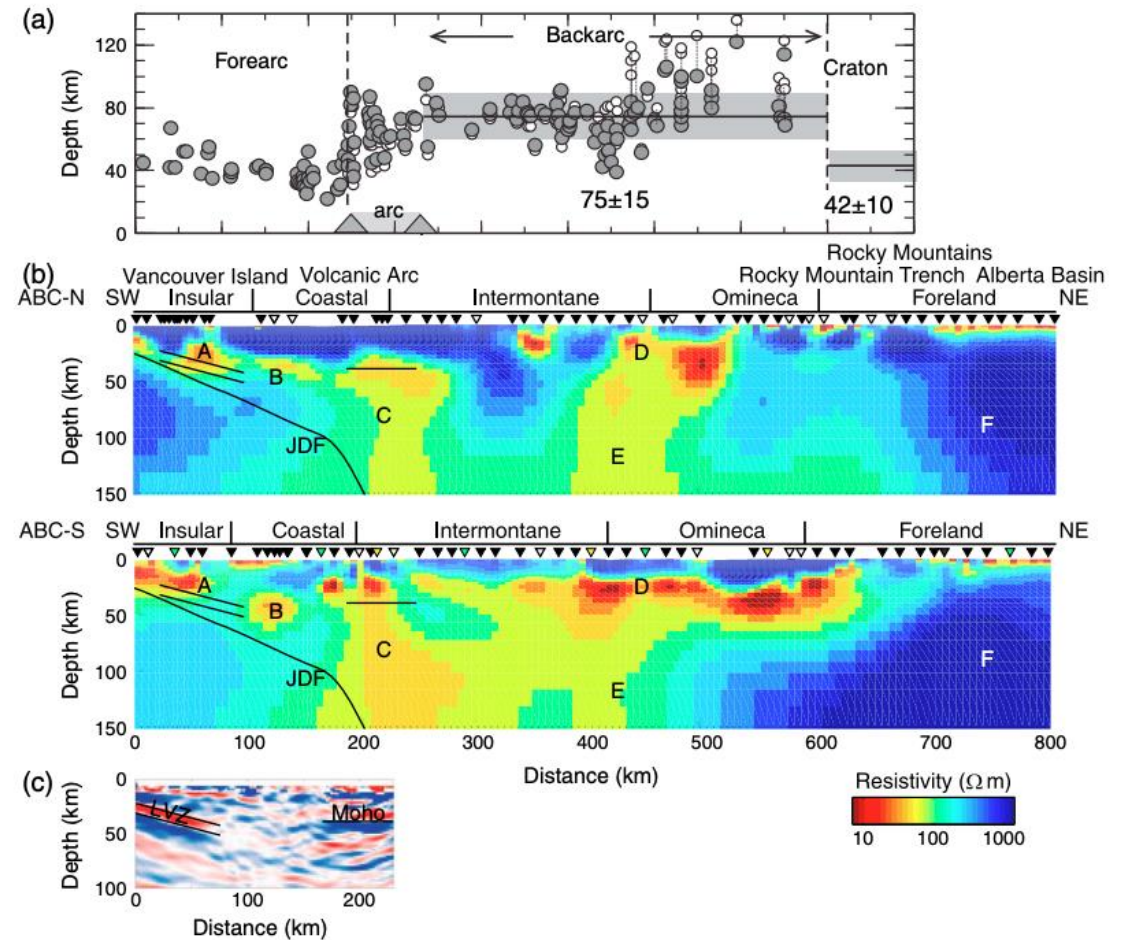 (a)
120
80
40
0
Depth (km)
Forearc
Backarc
Craton
arc
75±15
42±10
(b)
Rocky Mountains
Vancouver Island Volcanic Arc Rocky Mountain Trench Alberta Basin
ABC-N SW Insular Coastal Intermontane Omineca Foreland NE
0
50
100
150
Depth (km)
A
B
C
D
E
F
JDF
ABC-S SW Insular Coastal Intermontane Omineca Foreland NE
0
50
100
150
Depth (km)
A
B
C
D
E
F
JDF
0 100 200 300 400 500 600 700 800
Distance (km)
(c)
0
50
100
Depth (km)
LVZ
Moho
0 100 200
Distance (km)
Resistivity (Ω m)
10 100 1000